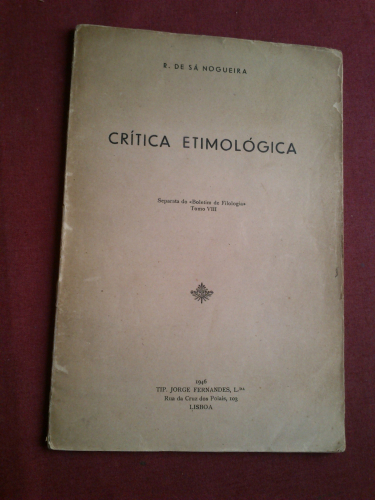 R. DE SÁ NOGUEIRA
CRÍTICA ETIMOLÓGICA
Separata do «Boletim de Filologia»
Tomo VIII
1946
TIP. JORGE FERNANDES, L.DA
Rua da Cruz dos Poiais, 103
LISBOA